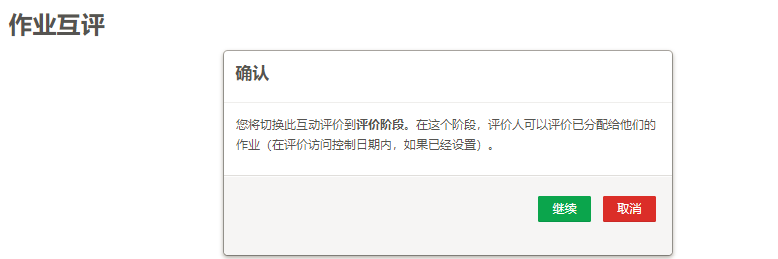 作业互评
确认
您将切换此互动评价到评价阶段。在这个阶段，评价人可以评价已分配给他们的
作业（在评价访问控制日期内，如果已经设置）。
继续 取消